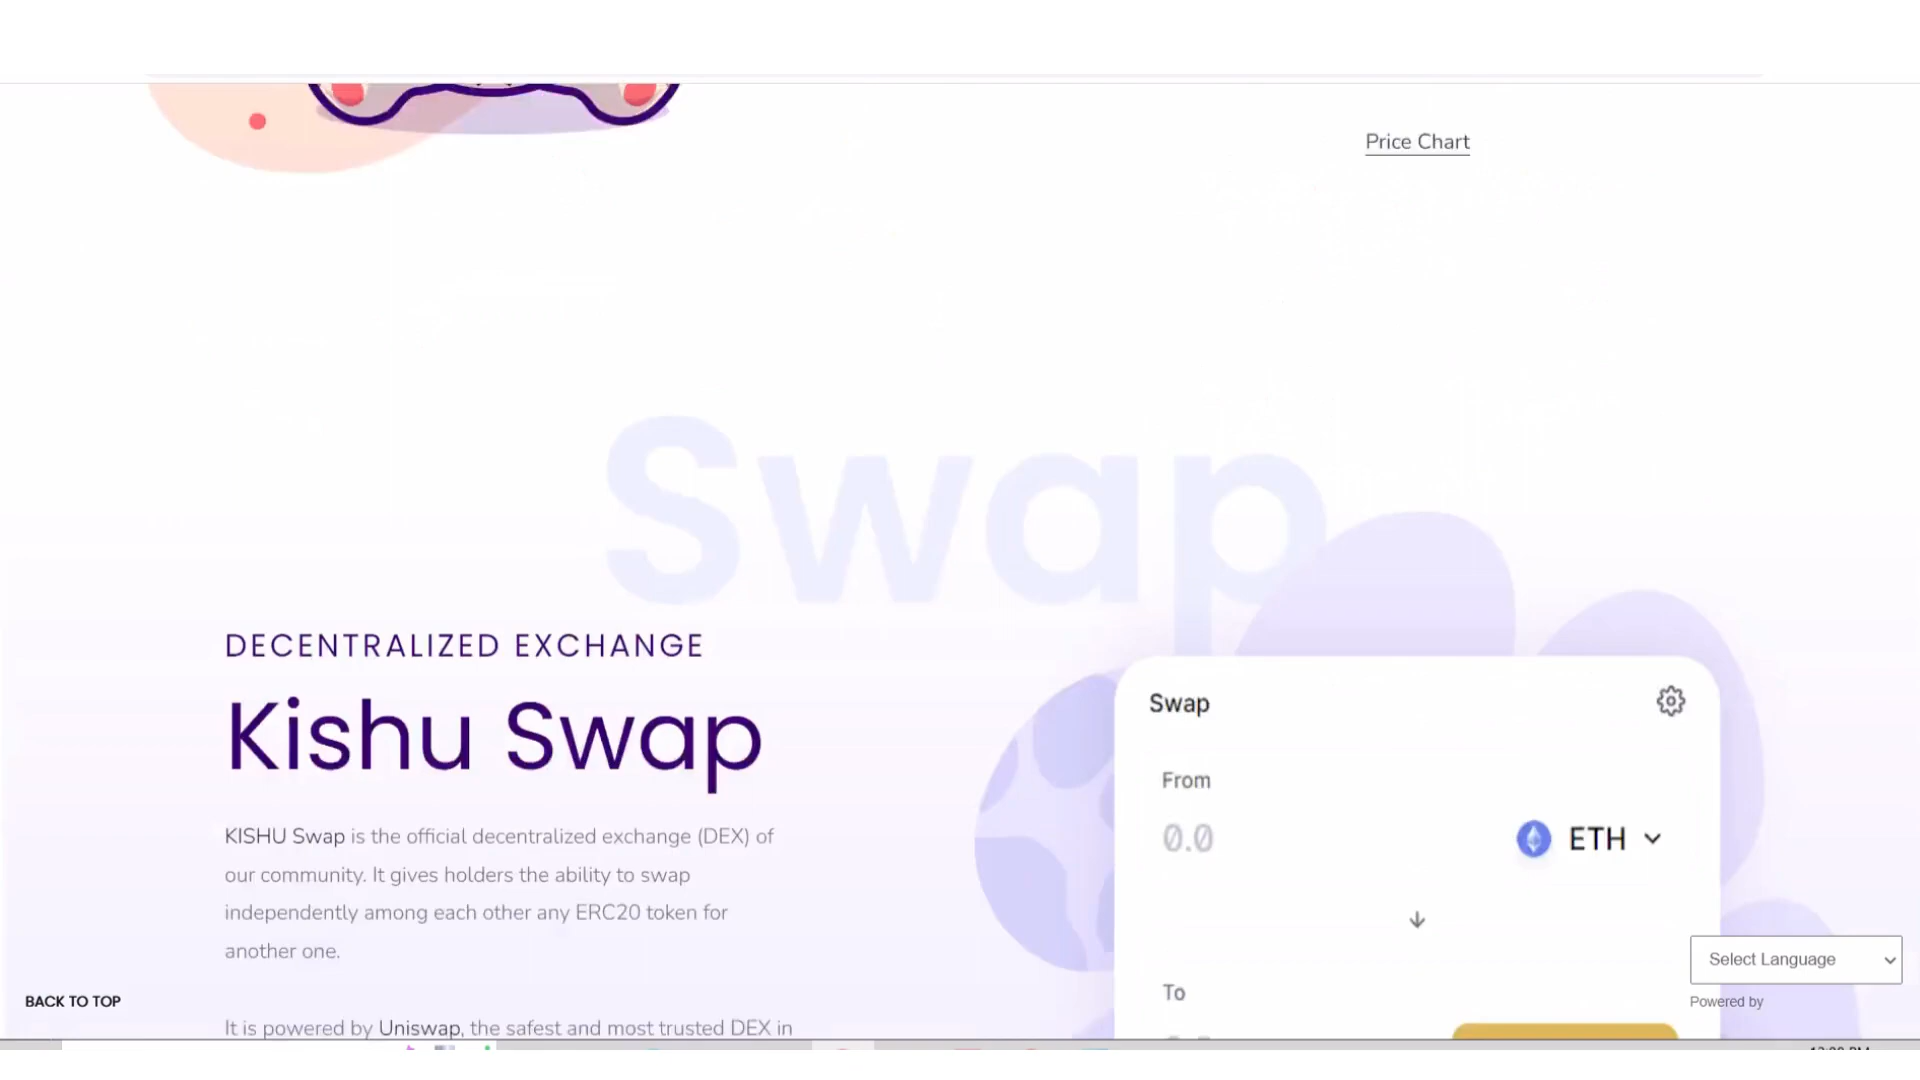 Price Chart
Swap
DECENTRALIZED EXCHANGE
Kishu Swap
KISHU Swap is the official decentralized exchange (DEX) of
our community. It gives holders the ability to swap
independently among each other any ERC20 token for
another one.
It is powered by Uniswap, the safest and most trusted DEX in
Swap
From
0.0
ETH
To
Select Language
Powered by
BACK TO TOP